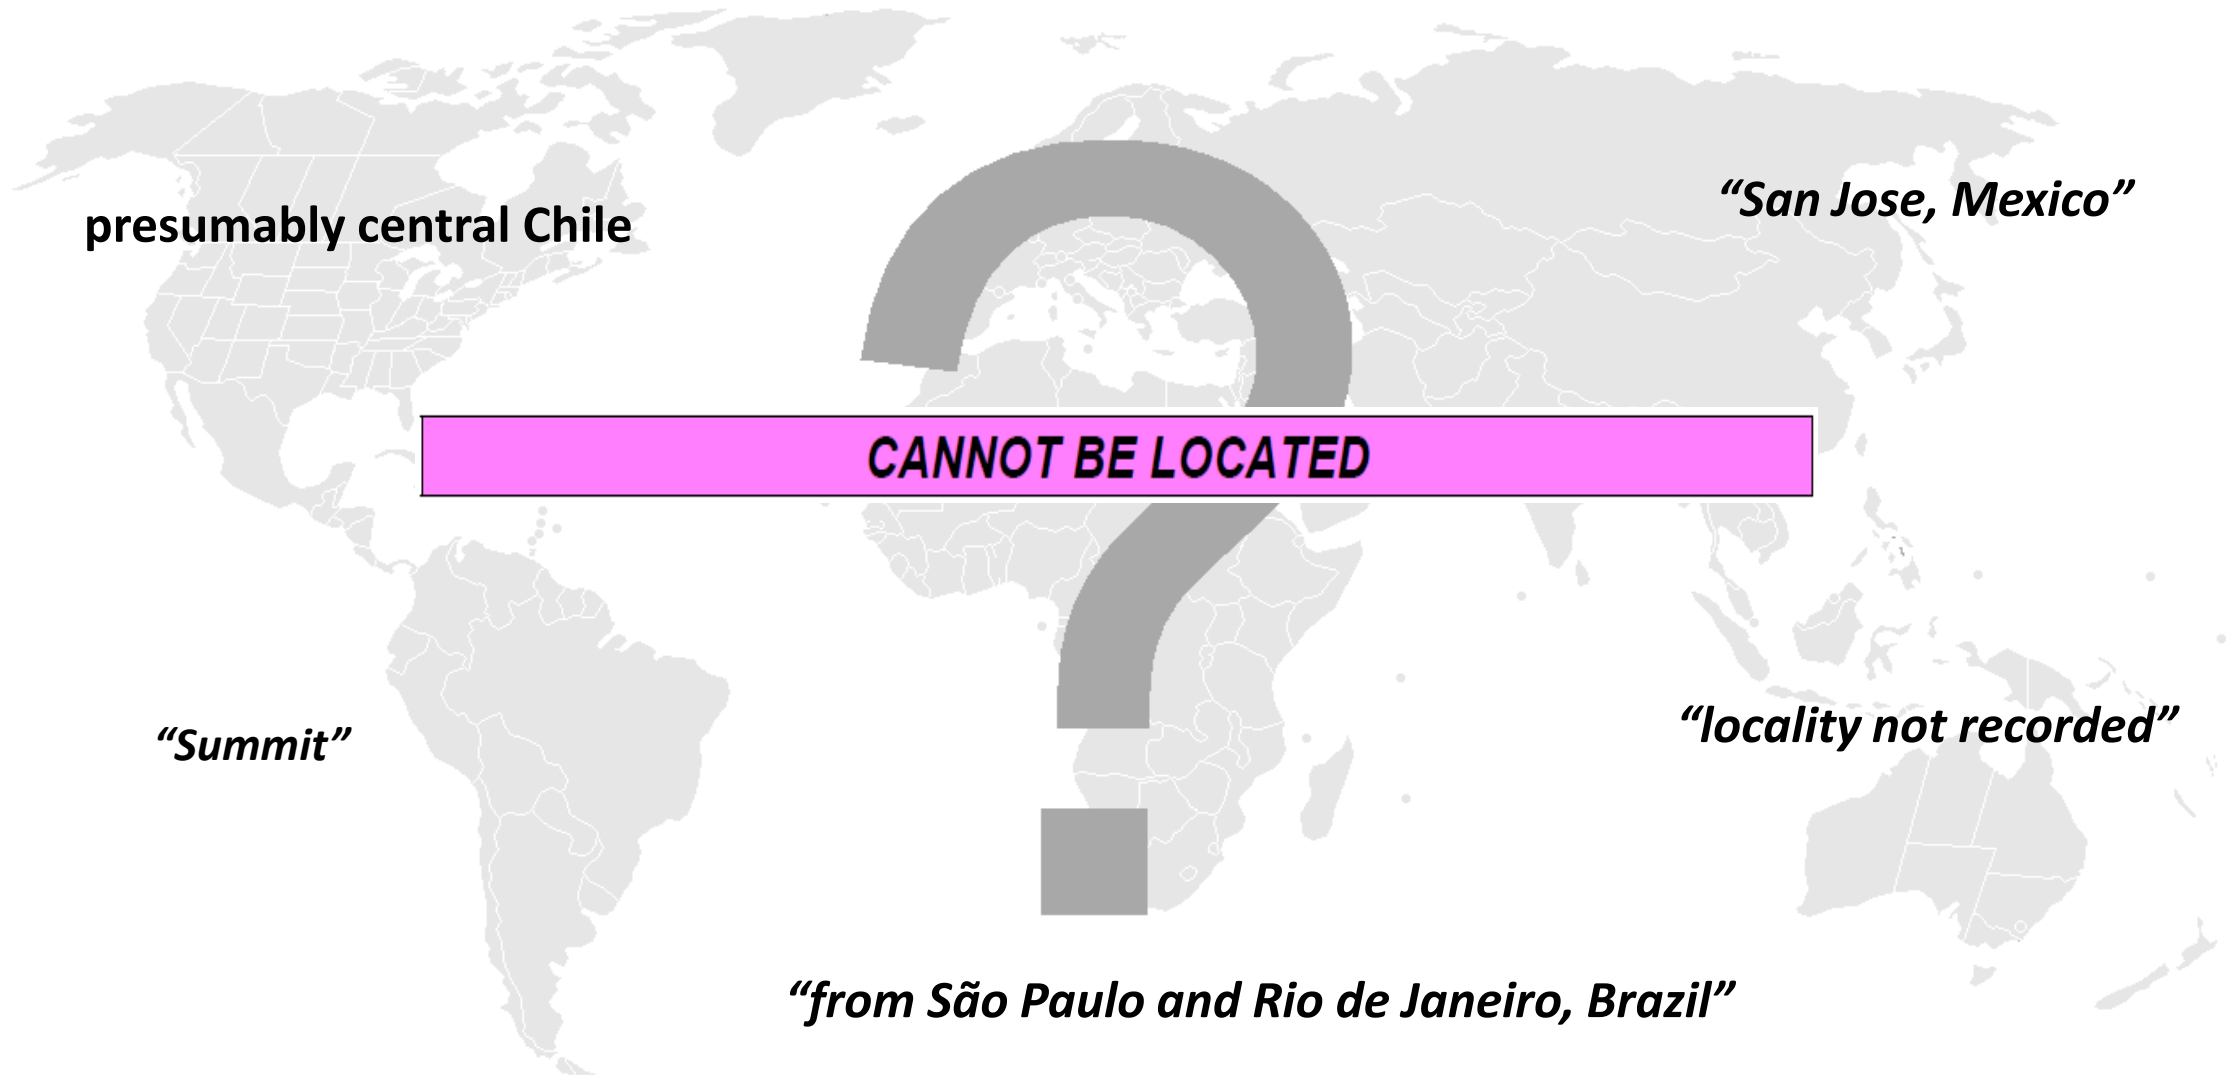 “San Jose, Mexico”
presumably central Chile
CANNOT BE LOCATED
“locality not recorded”
“Summit”
“from São Paulo and Rio de Janeiro, Brazil”